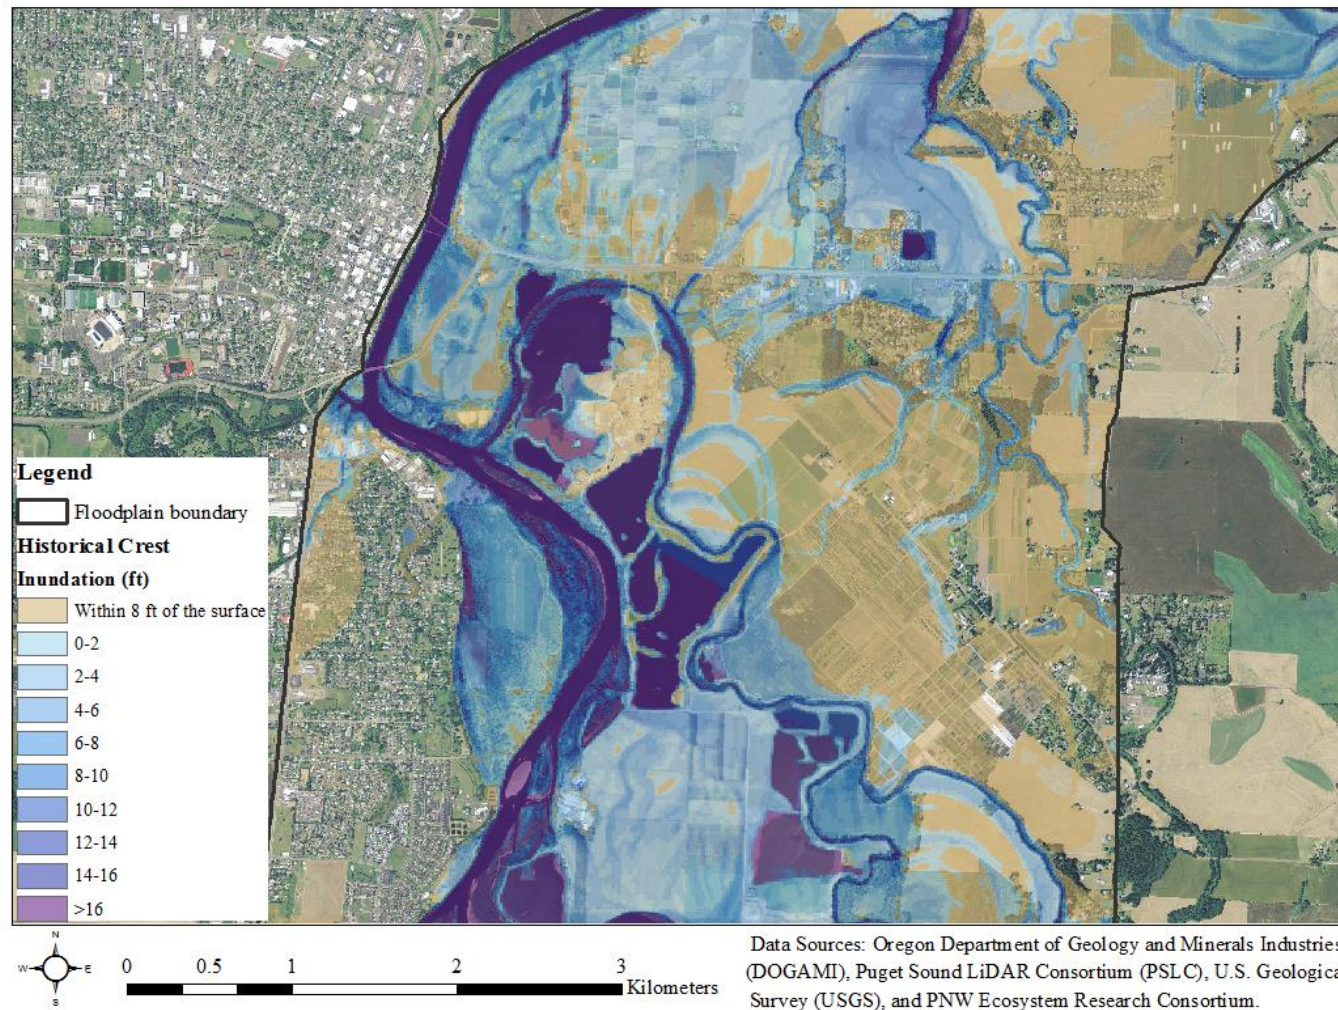 Legend
Floodplain boundary
Historical Crest
Inundation (ft)
Within 8 ft of the surface
0-2
2-4
4-6
6-8
8-10
10-12
12-14
14-16
>16
N
W E
S
0 0.5 1 2 3
Kilometers
Data Sources: Oregon Department of Geology and Minerals Industries
(DOGAMI), Puget Sound LiDAR Consortium (PSLC), U.S. Geologica
Survey (USGS), and PNW Ecosystem Research Consortium.